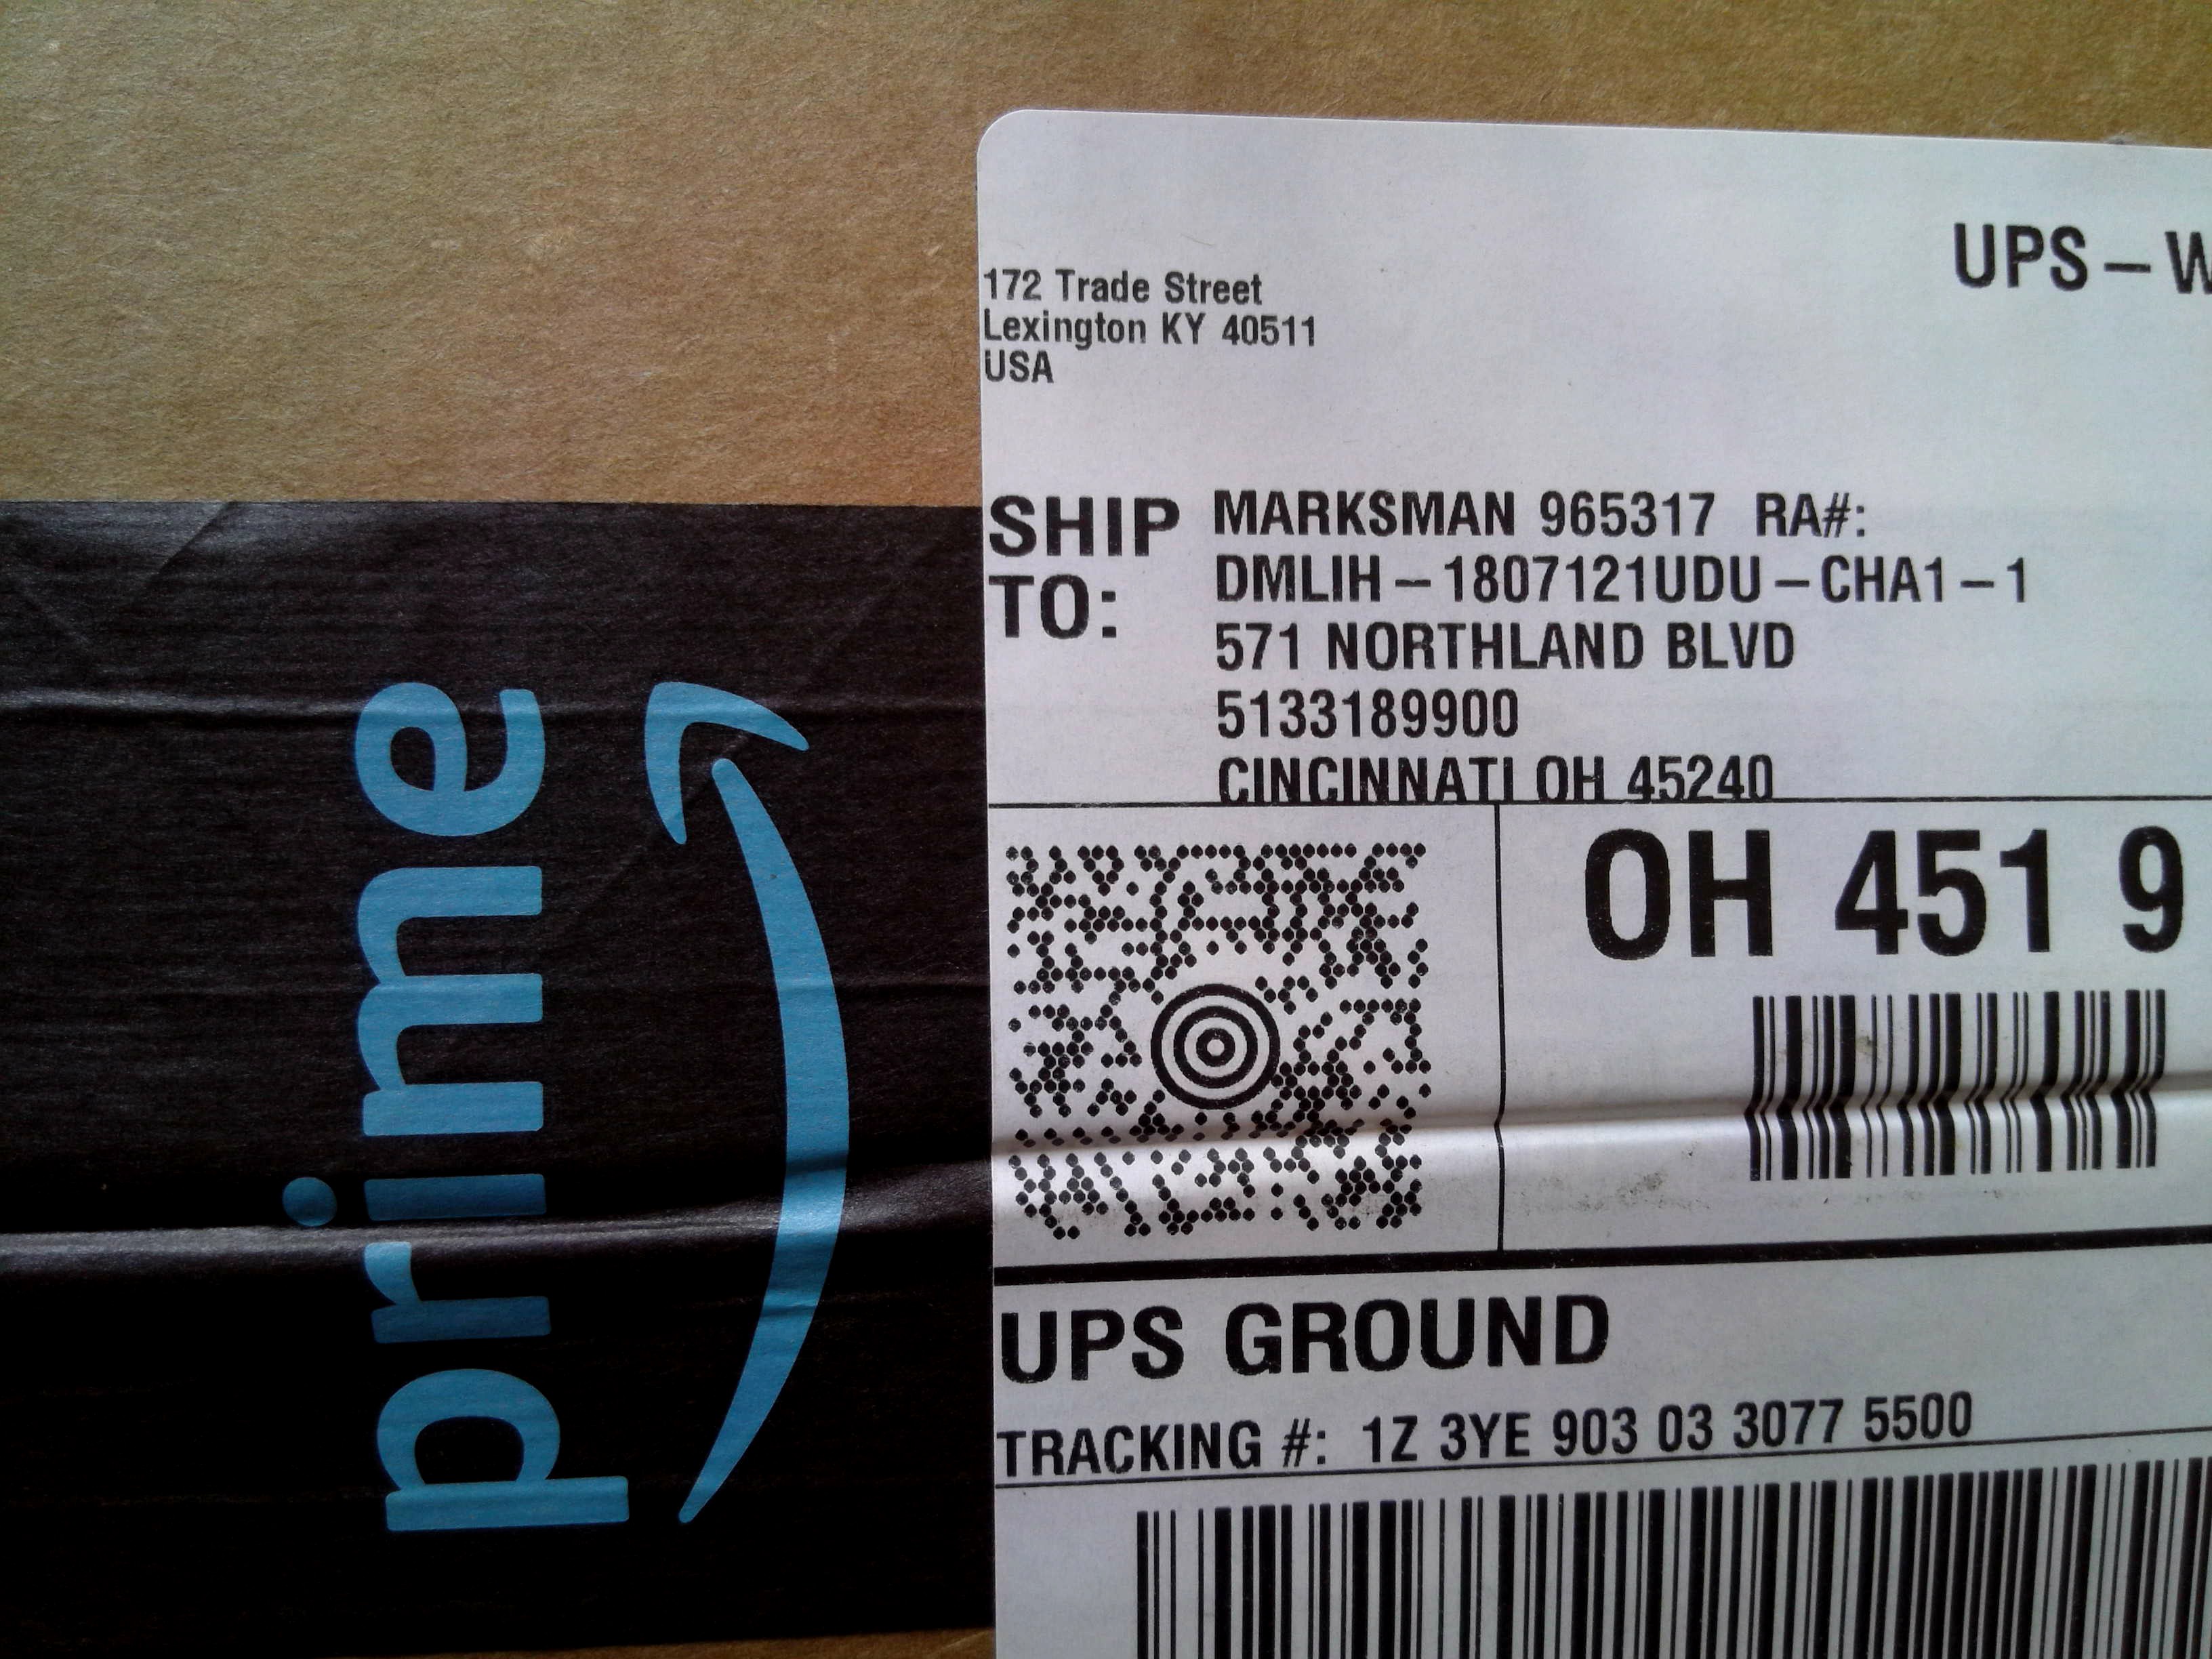 prime
UPS – W
172 Trade Street
Lexington KY 40511
USA
SHIP TO:
MARKSMAN 965317 RA#:
DMLIH – 1807121UDU – CHA1 – 1
571 NORTHLAND BLVD
5133189900
CINCINNATI OH 45240
OH 451 9
UPS GROUND
TRACKING #: 1Z 3YE 903 03 3077 5500